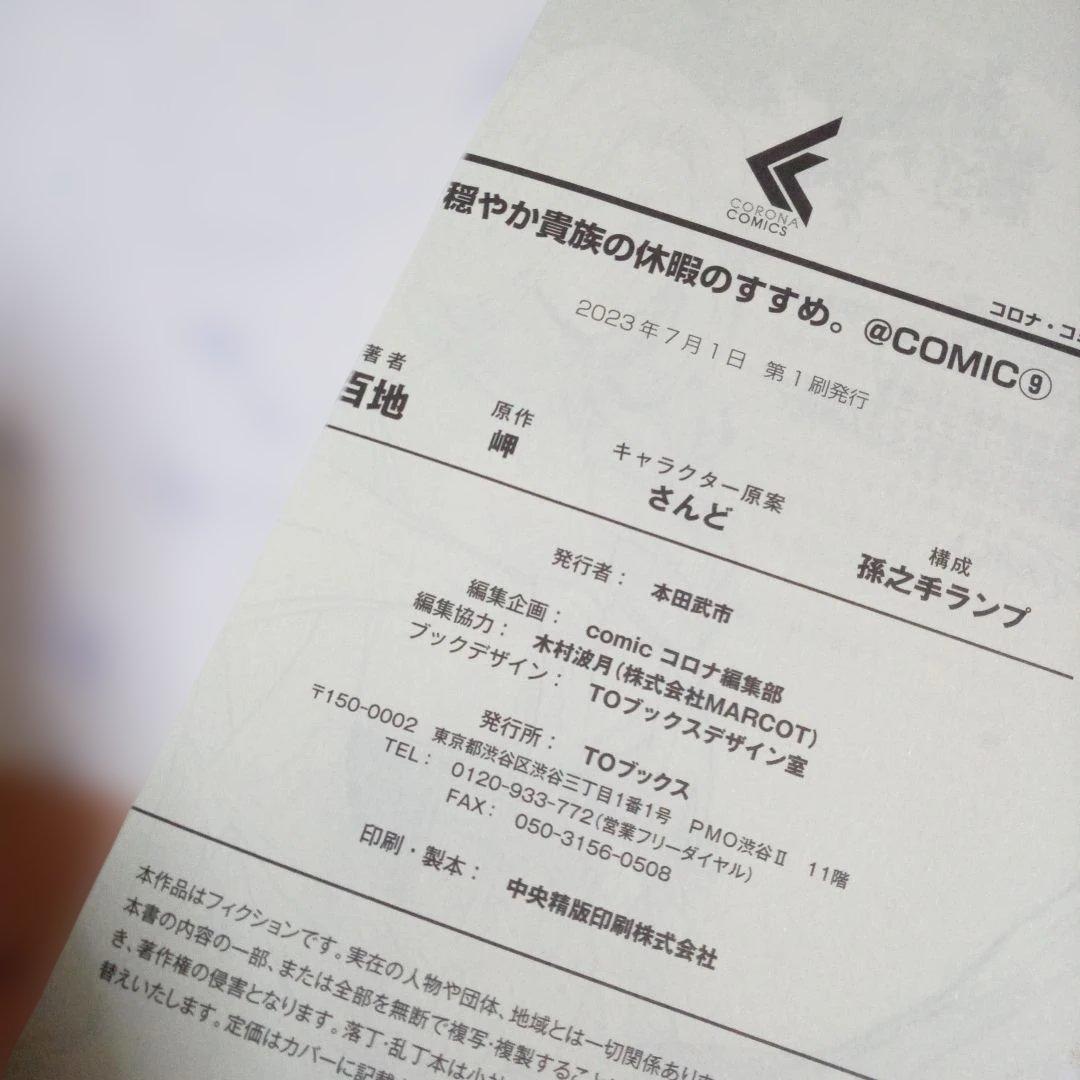 CORONA
COMICS
コロナ・コ
穏やか貴族の休暇のすすめ。@COMIC⑨
2023年7月1日 第1刷発行
著者
百地
原作
岬
キャラクター原案
さんど
構成
孫之手ランプ
発行者： 本田武市
編集企画： comic コロナ編集部
編集協力： 木村波月(株式会社MARCOT)
ブックデザイン： TOブックスデザイン室
発行所： TOブックス
〒150-0002 東京都渋谷区渋谷三丁目1番1号 PMO渋谷Ⅱ 11階
TEL： 0120-933-772(営業フリーダイヤル)
FAX： 050-3156-0508
印刷・製本： 中央精版印刷株式会社
本作品はフィクションです。実在の人物や団体、地域とは一切関係あり
本書の内容の一部、または全部を無断で複写・複製すること
き、著作権の侵害となります。落丁・乱丁本は小
替えいたします。定価はカバーに記載